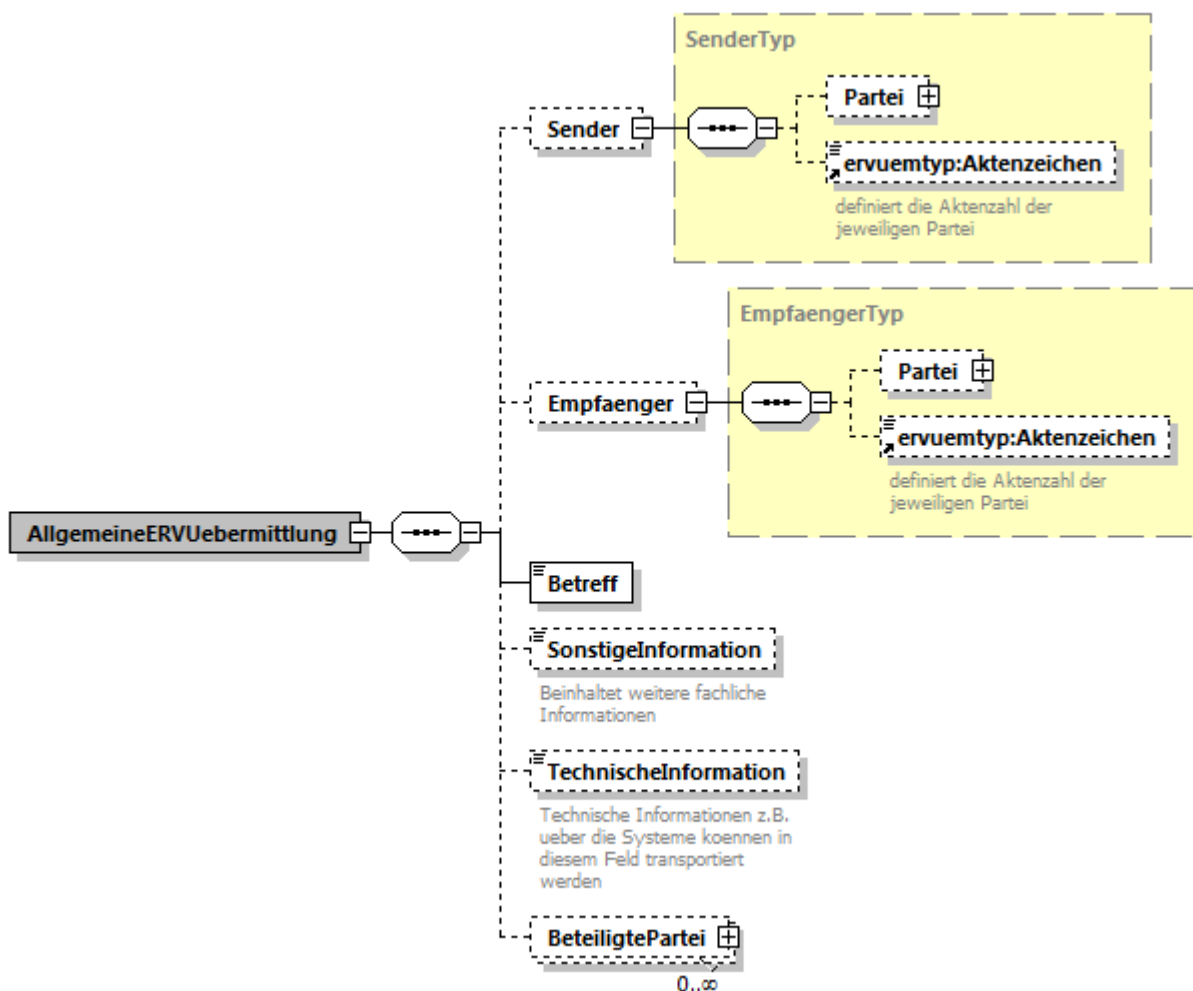 SenderTyp
Partei
Sender
ervuemtyp:Aktenzeichen
definiert die Aktenzahl der
jeweiligen Partei
EmpfaengerTyp
Partei
Empfaenger
ervuemtyp:Aktenzeichen
definiert die Aktenzahl der
jeweiligen Partei
AllgemeineERVUebermittlung
Betreff
SonstigeInformation
Beinhaltet weitere fachliche
Informationen
TechnischeInformation
Technische Informationen z.B.
ueber die Systeme koennen in
diesem Feld transportiert
werden
BeteiligtePartei
0..∞